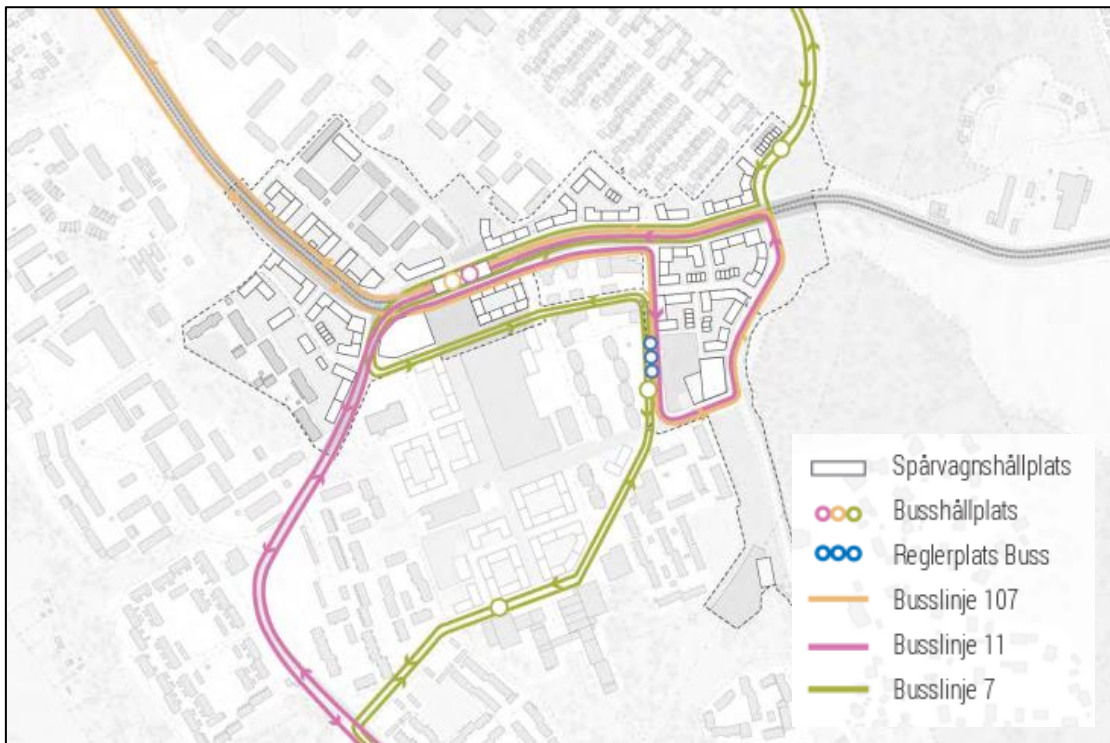 Spårvagnshållplats
Busshållplats
Reglerplats Buss
Busslinje 107
Busslinje 11
Busslinje 7